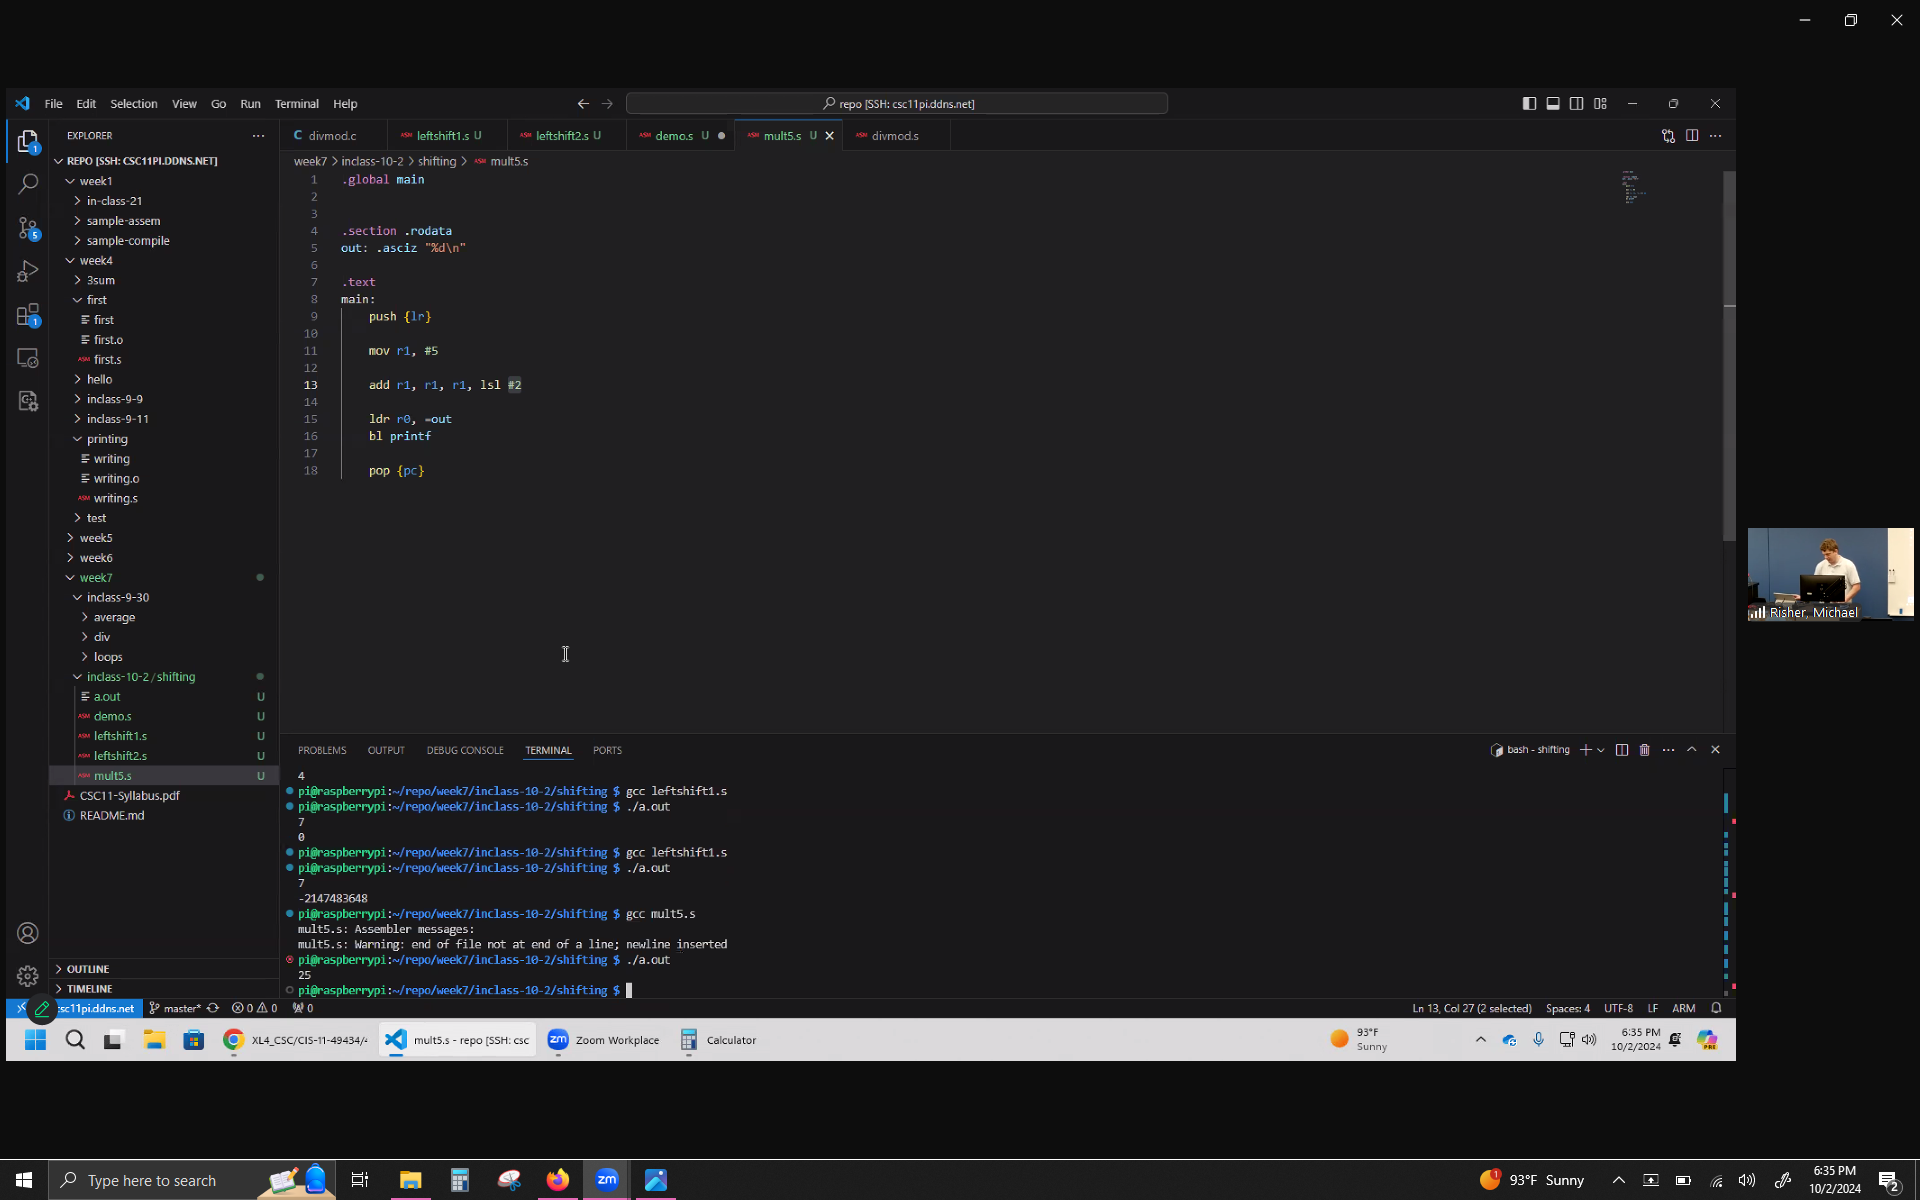 File Edit Selection View Go Run Terminal Help
repo [SSH: csc11pi.ddns.net]
EXPLORER
divmod.c
leftshift1.s U
leftshift2.s U
demo.s U
mult5.s U
divmod.s
REPO [SSH: CSC11PI.DDNS.NET]
week7 > inclass-10-2 > shifting > mult5.s
week1
in-class-21
sample-assem
sample-compile
week4
3sum
first
first
first.o
first.s
hello
inclass-9-9
inclass-9-11
printing
writing
writing.o
writing.s
test
week5
week6
week7
inclass-9-30
average
div
loops
inclass-10-2/shifting
a.out U
demo.s U
leftshift1.s U
leftshift2.s U
mult5.s U
CSC11-Syllabus.pdf
README.md
OUTLINE
TIMELINE
1 .global main
2
3
4 .section .rodata
5 out: .asciz "%d\n"
6
7 .text
8 main:
9 push {lr}
10
11 mov r1, #5
12
13 add r1, r1, r1, lsl #2
14
15 ldr r0, =out
16 bl printf
17
18 pop {pc}
Risher, Michael
PROBLEMS OUTPUT DEBUG CONSOLE TERMINAL PORTS
bash - shifting
4
pi@raspberrypi:~/repo/week7/inclass-10-2/shifting $ gcc leftshift1.s
pi@raspberrypi:~/repo/week7/inclass-10-2/shifting $ ./a.out
7
0
pi@raspberrypi:~/repo/week7/inclass-10-2/shifting $ gcc leftshift1.s
pi@raspberrypi:~/repo/week7/inclass-10-2/shifting $ ./a.out
7
-2147483648
pi@raspberrypi:~/repo/week7/inclass-10-2/shifting $ gcc mult5.s
mult5.s: Assembler messages:
mult5.s: Warning: end of file not at end of a line; newline inserted
pi@raspberrypi:~/repo/week7/inclass-10-2/shifting $ ./a.out
25
pi@raspberrypi:~/repo/week7/inclass-10-2/shifting $
csc11pi.ddns.net master* 0 0 0
Ln 13, Col 27 (2 selected) Spaces: 4 UTF-8 LF ARM
XL4_CSC/CIS-11-49434/
mult5.s - repo [SSH: csc
Zoom Workplace
Calculator
93°F
Sunny
6:35 PM
10/2/2024
Type here to search
93°F Sunny
6:35 PM
10/2/2024
2